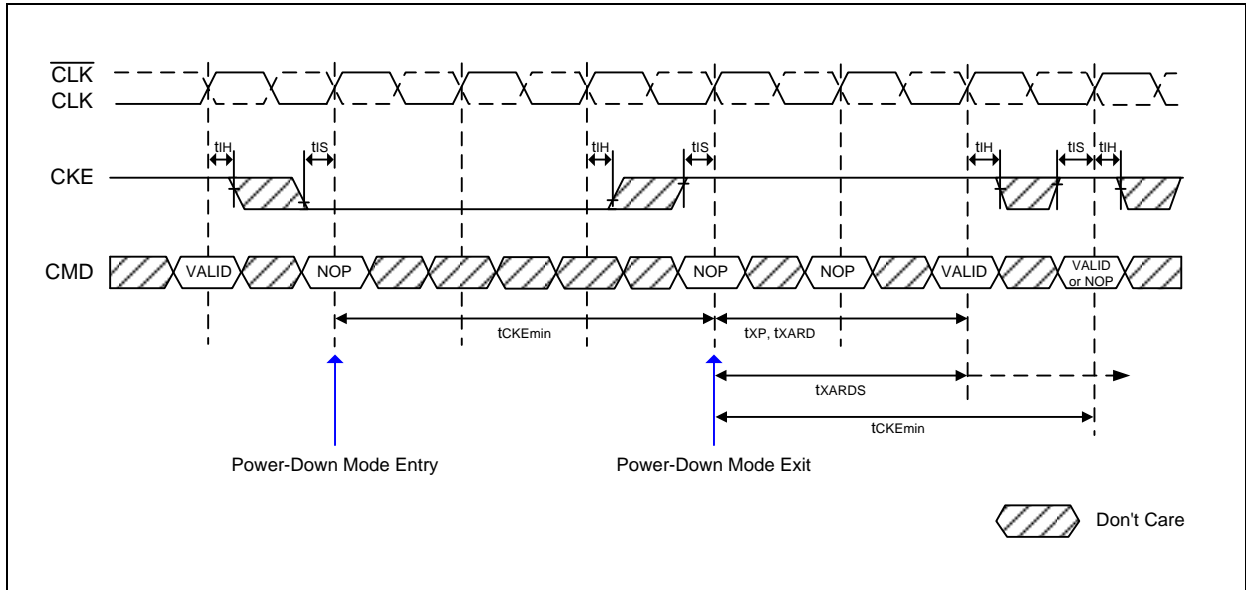 CLK
CLK
tIH
tIS
tIH
tIS
tIH
tIS
tIH
CKE
CMD
VALID
NOP
NOP
NOP
VALID
VALID
or NOP
tCKEmin
tXP, tXARD
tXARDS
tCKEmin
Power-Down Mode Entry
Power-Down Mode Exit
Don't Care